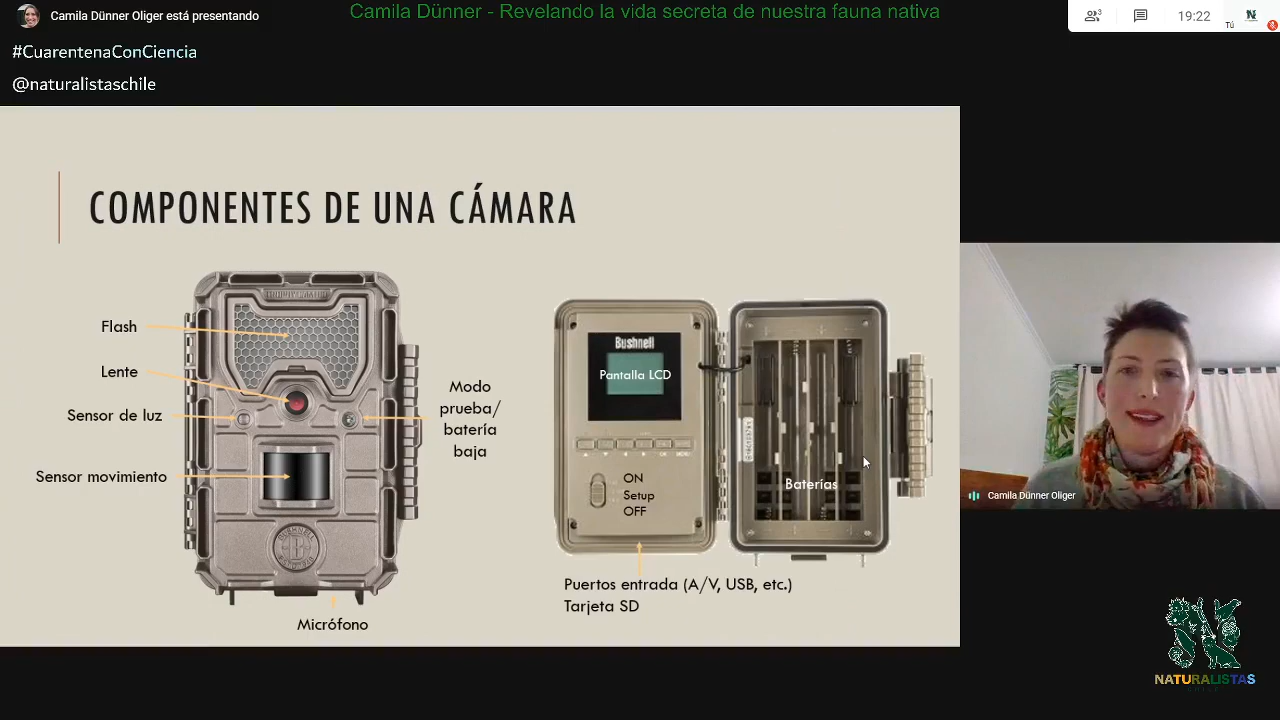 Camila Dünner Oliger está presentando
Camila Dünner - Revelando la vida secreta de nuestra fauna nativa
3
19:22
Tú
#CuarentenaConCiencia
@naturalistaschile
COMPONENTES DE UNA CÁMARA
Flash
Lente
Sensor de luz
Sensor movimiento
Modo
prueba/
batería
baja
Micrófono
Bushnell
Pantalla LCD
ON
Setup
OFF
Baterías
Puertos entrada (A/V, USB, etc.)
Tarjeta SD
Camila Dünner Oliger
NATURALISTAS